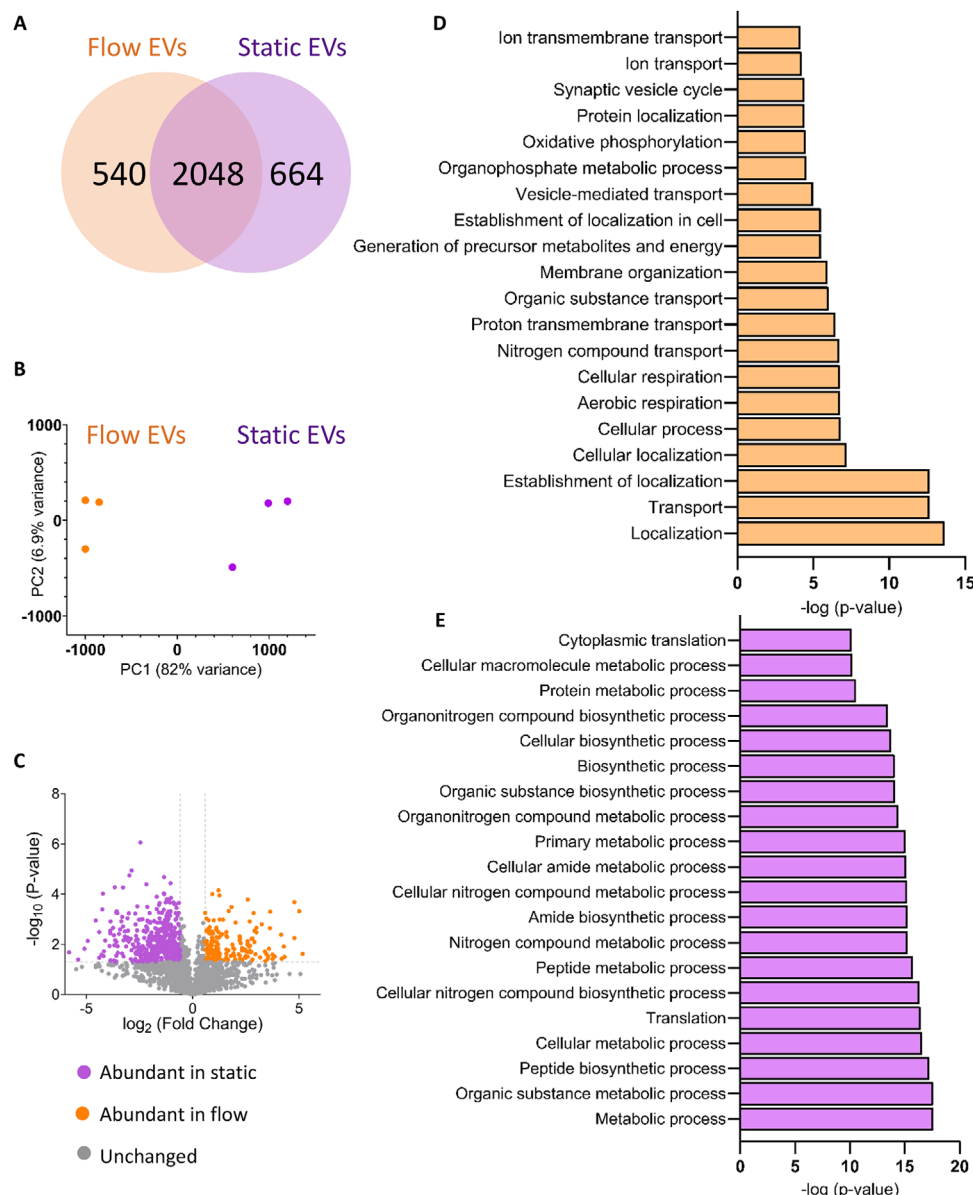 A
Flow EVs Static EVs
540 2048 664
B
1000
0
-1000
PC2 (6.9% variance)
Flow EVs Static EVs
-1000 0 1000
PC1 (82% variance)
C
8
6
4
2
0
-log10 (P-value)
-5 0 5
log2 (Fold Change)
Abundant in static
Abundant in flow
Unchanged
D
Ion transmembrane transport
Ion transport
Synaptic vesicle cycle
Protein localization
Oxidative phosphorylation
Organophosphate metabolic process
Vesicle-mediated transport
Establishment of localization in cell
Generation of precursor metabolites and energy
Membrane organization
Organic substance transport
Proton transmembrane transport
Nitrogen compound transport
Cellular respiration
Aerobic respiration
Cellular process
Cellular localization
Establishment of localization
Transport
Localization
0 5 10 15
-log (p-value)
E
Cytoplasmic translation
Cellular macromolecule metabolic process
Protein metabolic process
Organonitrogen compound biosynthetic process
Cellular biosynthetic process
Biosynthetic process
Organic substance biosynthetic process
Organonitrogen compound metabolic process
Primary metabolic process
Cellular amide metabolic process
Cellular nitrogen compound metabolic process
Amide biosynthetic process
Nitrogen compound metabolic process
Peptide metabolic process
Cellular nitrogen compound biosynthetic process
Translation
Cellular metabolic process
Peptide biosynthetic process
Organic substance metabolic process
Metabolic process
0 5 10 15 20
-log (p-value)